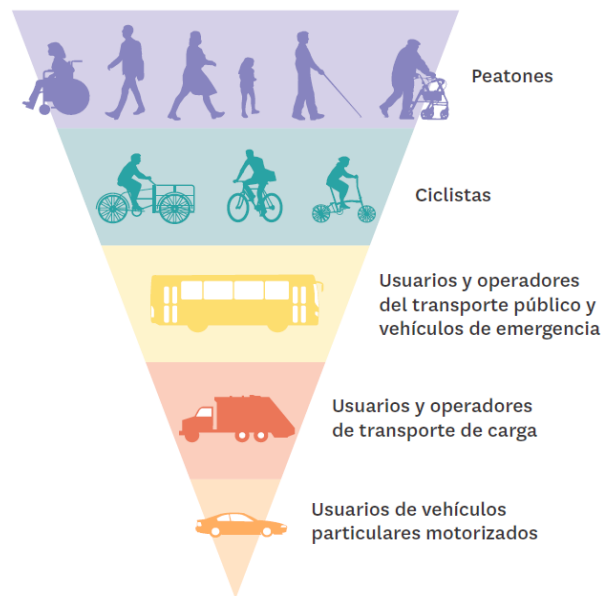 Peatones
Ciclistas
Usuarios y operadores
del transporte público y
vehículos de emergencia
Usuarios y operadores
de transporte de carga
Usuarios de vehículos
particulares motorizados